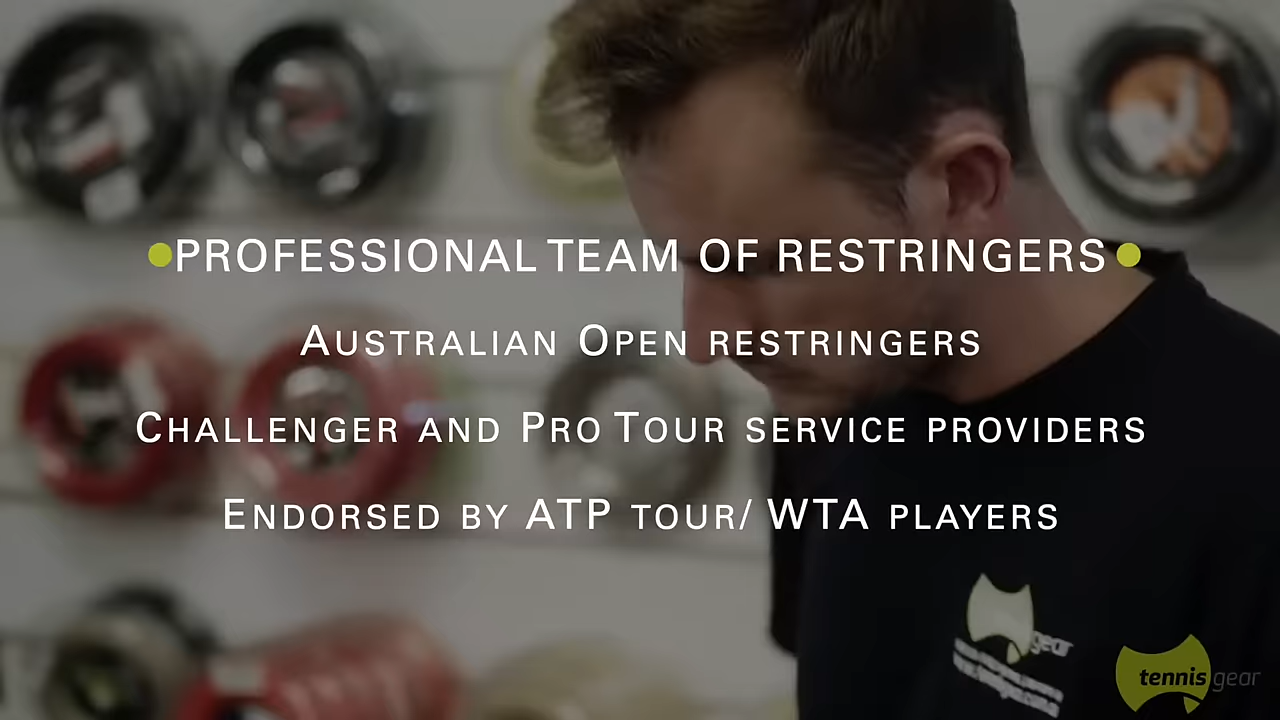 PROFESSIONAL TEAM OF RESTRINGERS
AUSTRALIAN OPEN RESTRINGERS
CHALLENGER AND PRO TOUR SERVICE PROVIDERS
ENDORSED BY ATP TOUR/ WTA PLAYERS
gear
tennisgear